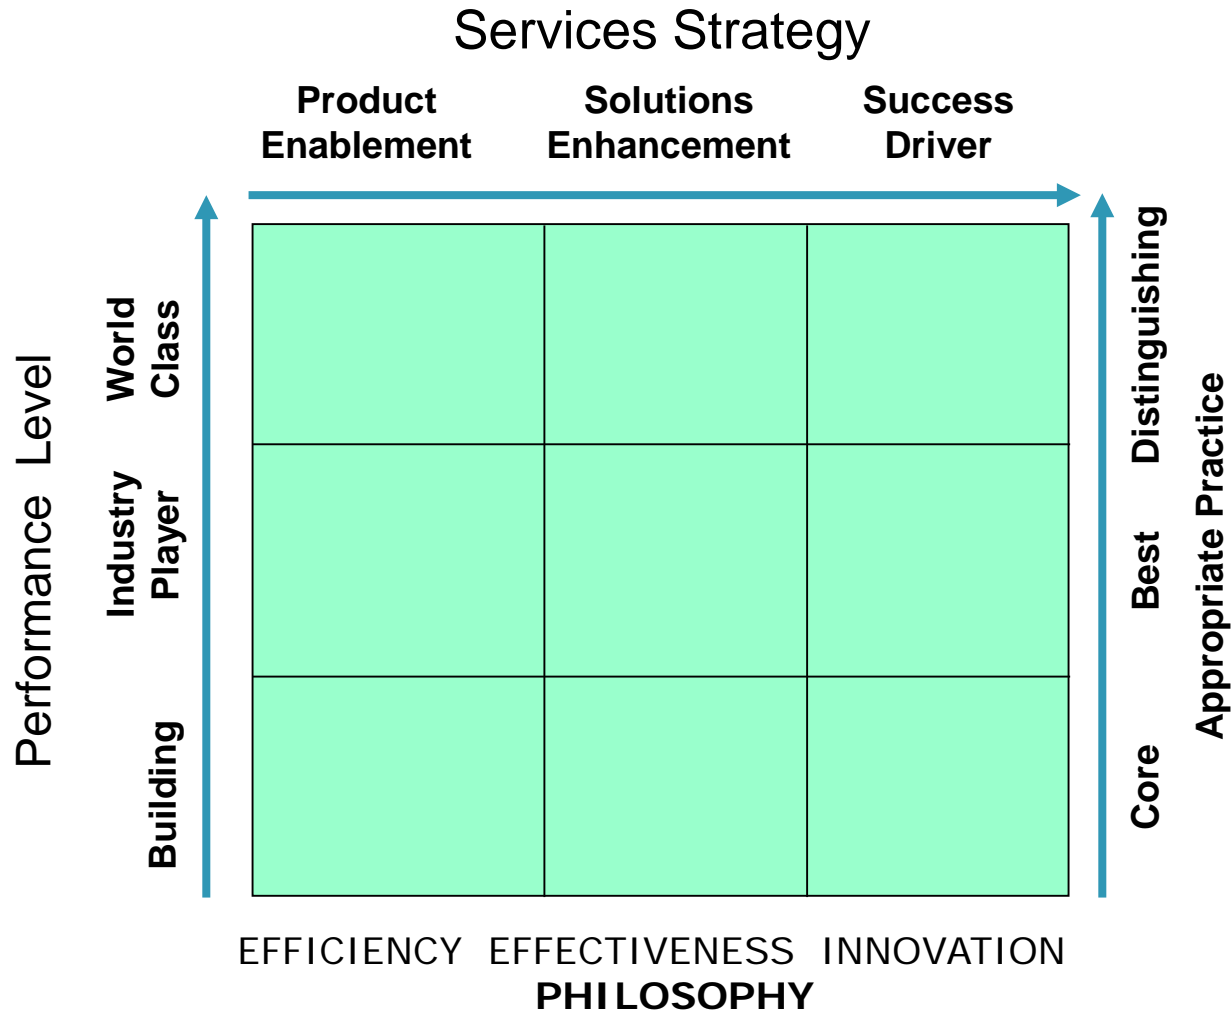 Services Strategy
Product
Enablement
Solutions
Enhancement
Success
Driver
Performance Level
World
Class
Industry
Player
Building
Distinguishing
Best
Core
Appropriate Practice
EFFICIENCY EFFECTIVENESS INNOVATION
PHILOSOPHY